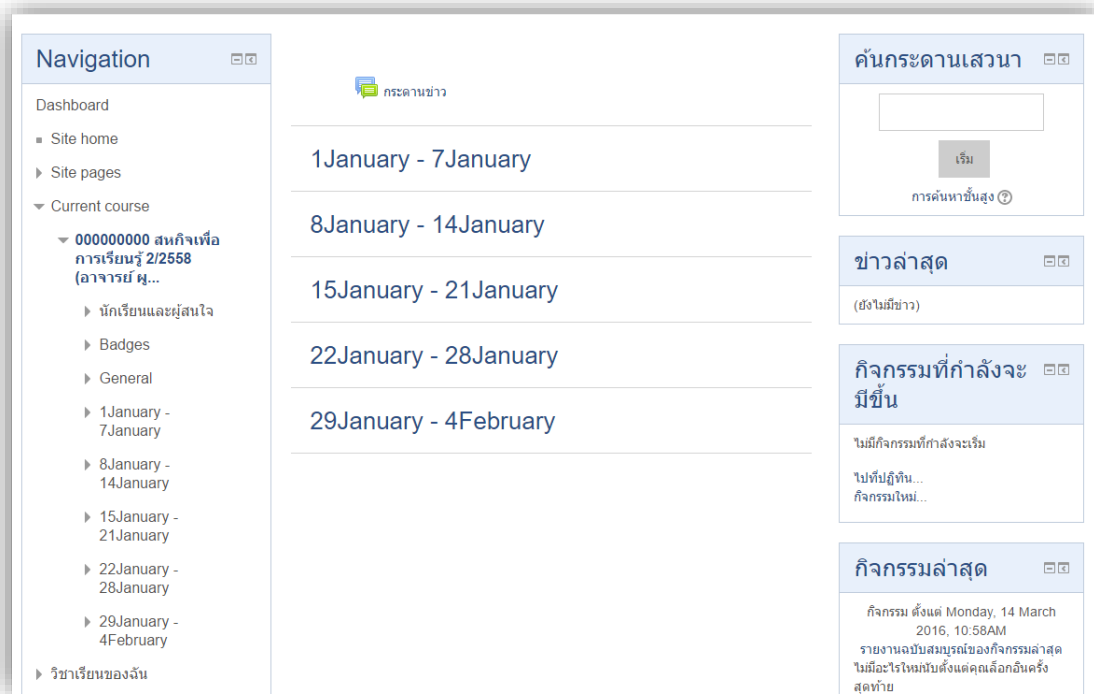 Navigation
Dashboard
Site home
Site pages
Current course
000000000 สหกิจเพื่อ
การเรียนรู้ 2/2558
(อาจารย์ ผู...
นักเรียนและผู้สนใจ
Badges
General
1January -
7January
8January -
14January
15January -
21January
22January -
28January
29January -
4February
วิชาเรียนของฉัน
กระดานข่าว
1January - 7January
8January - 14January
15January - 21January
22January - 28January
29January - 4February
ค้นกระดานเสวนา
เริ่ม
การค้นหาขั้นสูง
ข่าวล่าสุด
(ยังไม่มีข่าว)
กิจกรรมที่กำลังจะ
มีขึ้น
ไม่มีกิจกรรมที่กำลังจะเริ่ม
ไปที่ปฏิทิน...
กิจกรรมใหม่...
กิจกรรมล่าสุด
กิจกรรม ตั้งแต่ Monday, 14 March
2016, 10:58AM
รายงานฉบับสมบูรณ์ของกิจกรรมล่าสุด
ไม่มีอะไรใหม่นับตั้งแต่คุณล็อกอินครั้ง
สุดท้าย